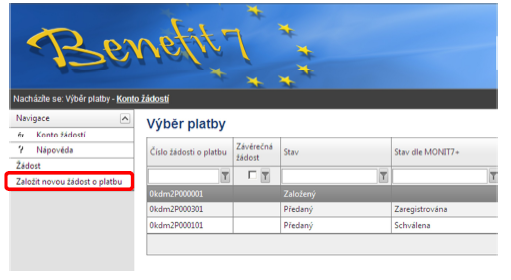 Benefit7
Nacházíte se: Výběr platby - Konto žádostí
Navigace
Konto žádostí
? Nápověda
Žádost
Založit novou žádost o platbu
Výběr platby
Číslo žádosti o platbu Závěrečná žádost Stav Stav dle MONIT7+
0kdm2P000001 Založený
0kdm2P000301 Předaný Zaregistrována
0kdm2P000101 Předaný Schválena